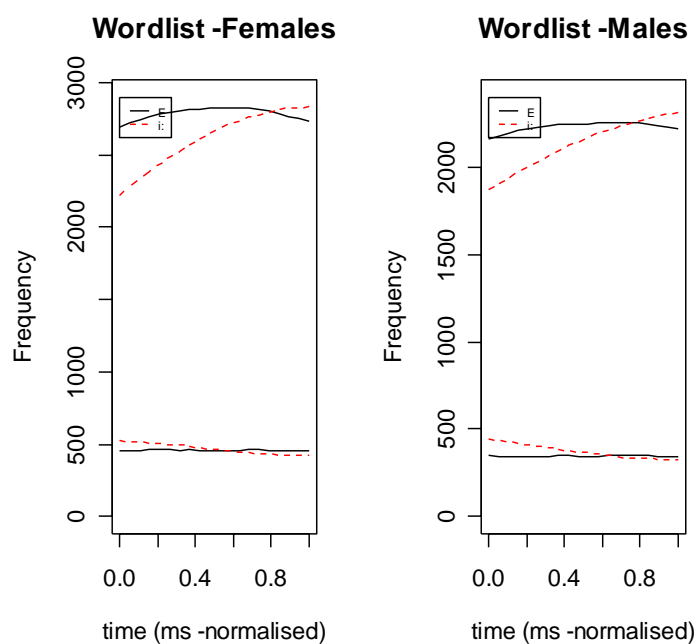 Wordlist -Females
Frequency
3000
2000
1000
500
0
E
i:
0.0 0.4 0.8
time (ms -normalised)
Wordlist -Males
Frequency
2000
1500
1000
500
0
E
i:
0.0 0.4 0.8
time (ms -normalised)